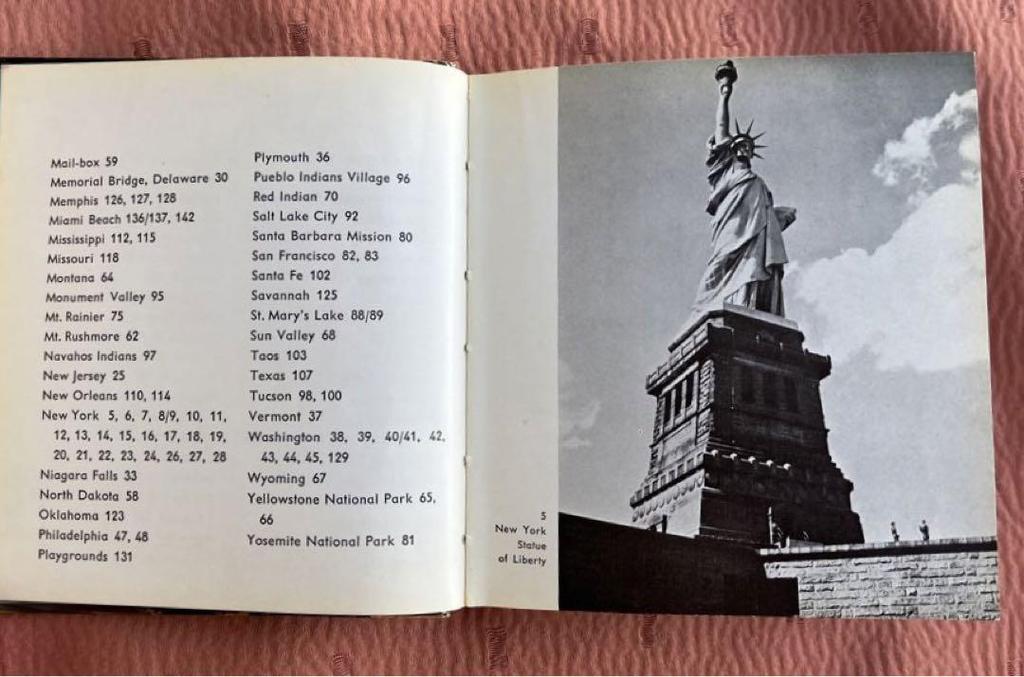 Mail-box 59
Memorial Bridge, Delaware 30
Memphis 126, 127, 128
Miami Beach 136/137, 142
Mississippi 112, 115
Missouri 118
Montana 64
Monument Valley 95
Mt. Rainier 75
Mt. Rushmore 62
Navahos Indians 97
New Jersey 25
New Orleans 110, 114
New York 5, 6, 7, 8/9, 10, 11,
12, 13, 14, 15, 16, 17, 18, 19,
20, 21, 22, 23, 24, 26, 27, 28
Niagara Falls 33
North Dakota 58
Oklahoma 123
Philadelphia 47, 48
Playgrounds 131
Plymouth 36
Pueblo Indians Village 96
Red Indian 70
Salt Lake City 92
Santa Barbara Mission 80
San Francisco 82, 83
Santa Fe 102
Savannah 125
St. Mary's Lake 88/89
Sun Valley 68
Taos 103
Texas 107
Tucson 98, 100
Vermont 37
Washington 38, 39, 40/41, 42,
43, 44, 45, 129
Wyoming 67
Yellowstone National Park 65,
66
Yosemite National Park 81
5
New York
Statue
of Liberty